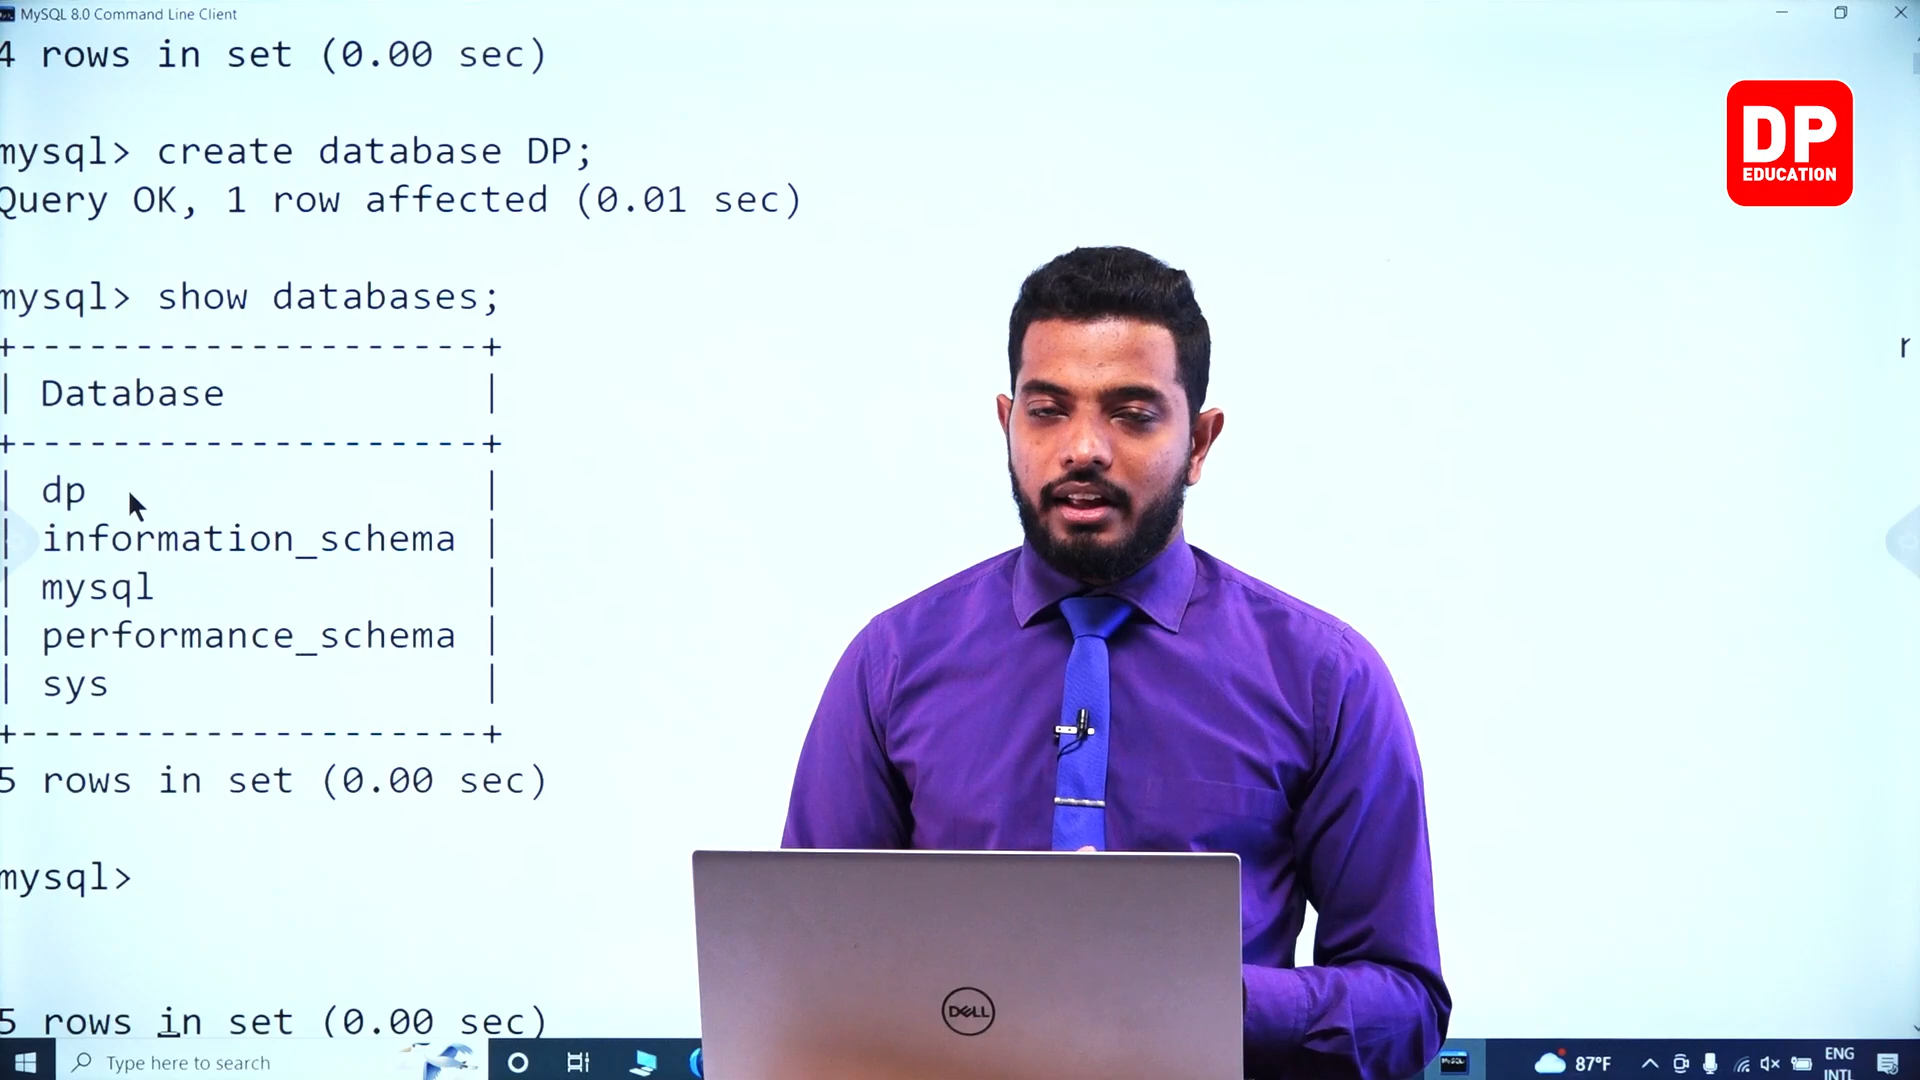 MySQL 8.0 Command Line Client
4 rows in set (0.00 sec)
mysql> create database DP;
Query OK, 1 row affected (0.01 sec)
mysql> show databases;
+--------------------+
| Database           |
+--------------------+
| dp                 |
| information_schema |
| mysql              |
| performance_schema |
| sys                |
+--------------------+
5 rows in set (0.00 sec)
mysql>
5 rows in set (0.00 sec)
r
DP
EDUCATION
DELL
Type here to search
MySQL
87°F
ENG
INTL